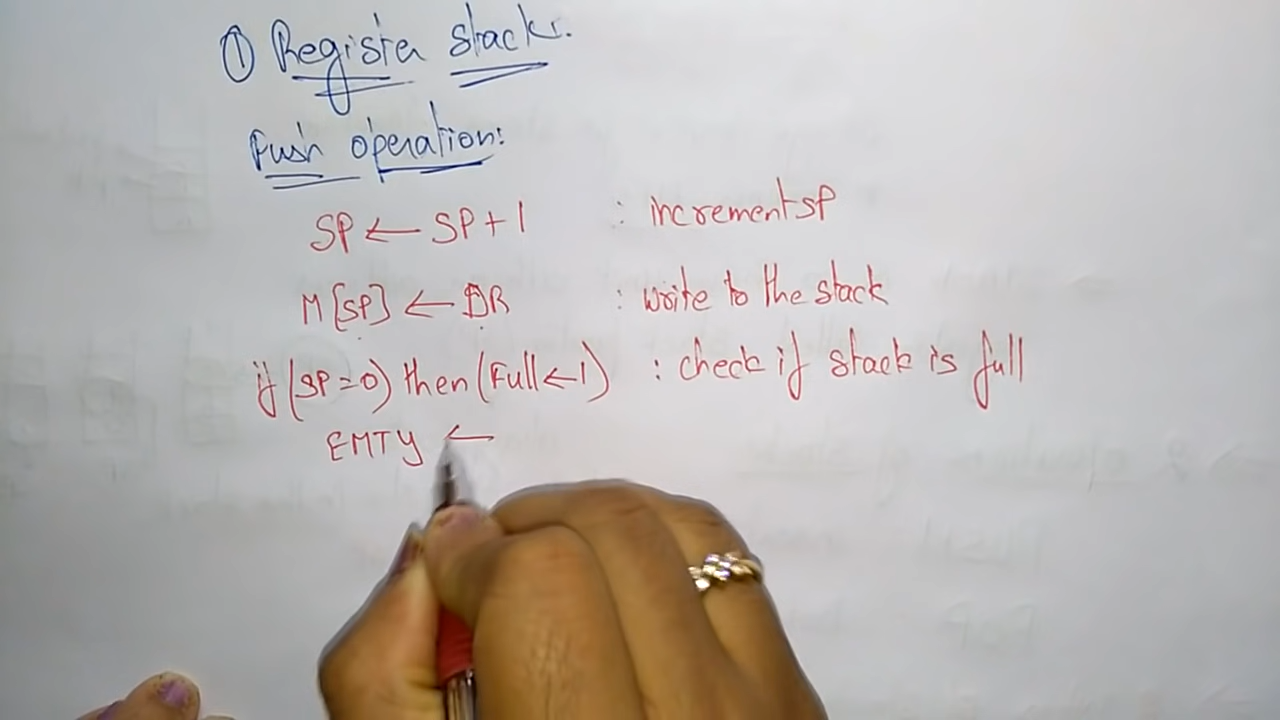 ① Register stack.
Push operation:
SP ← SP + 1 : increment SP
M[SP] ← DR : write to the stack
if (SP = 0) then (Full ← 1) : check if stack is full
EMTY ←